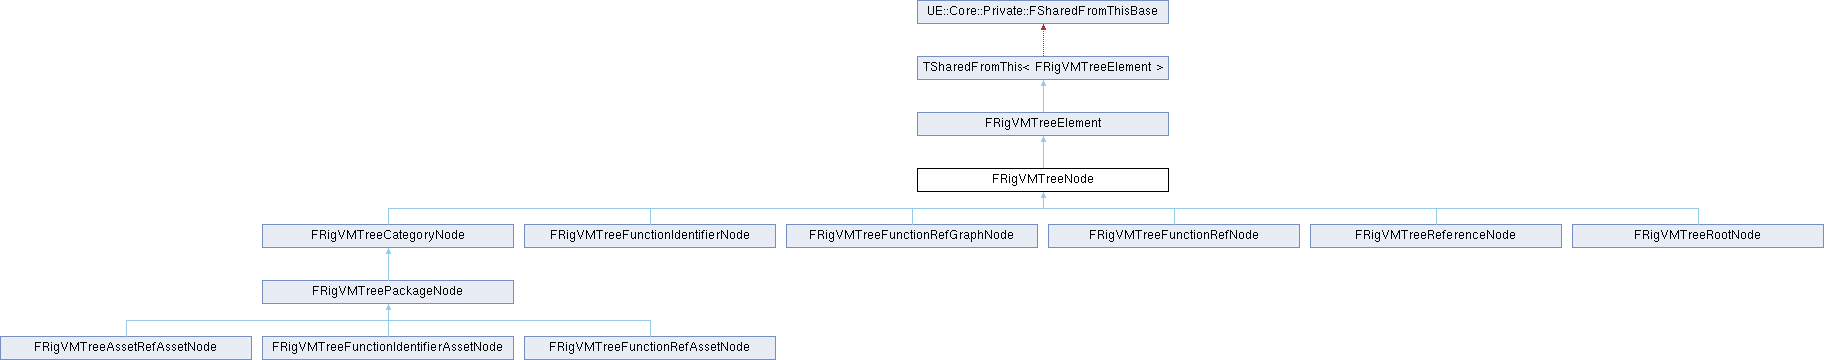 UE::Core::Private::FSharedFromThisBase
TSharedFromThis< FRigVMTreeElement >
FRigVMTreeElement
FRigVMTreeNode
FRigVMTreeCategoryNode
FRigVMTreeFunctionIdentifierNode
FRigVMTreeFunctionRefGraphNode
FRigVMTreeFunctionRefNode
FRigVMTreeReferenceNode
FRigVMTreeRootNode
FRigVMTreePackageNode
FRigVMTreeAssetRefAssetNode
FRigVMTreeFunctionIdentifierAssetNode
FRigVMTreeFunctionRefAssetNode